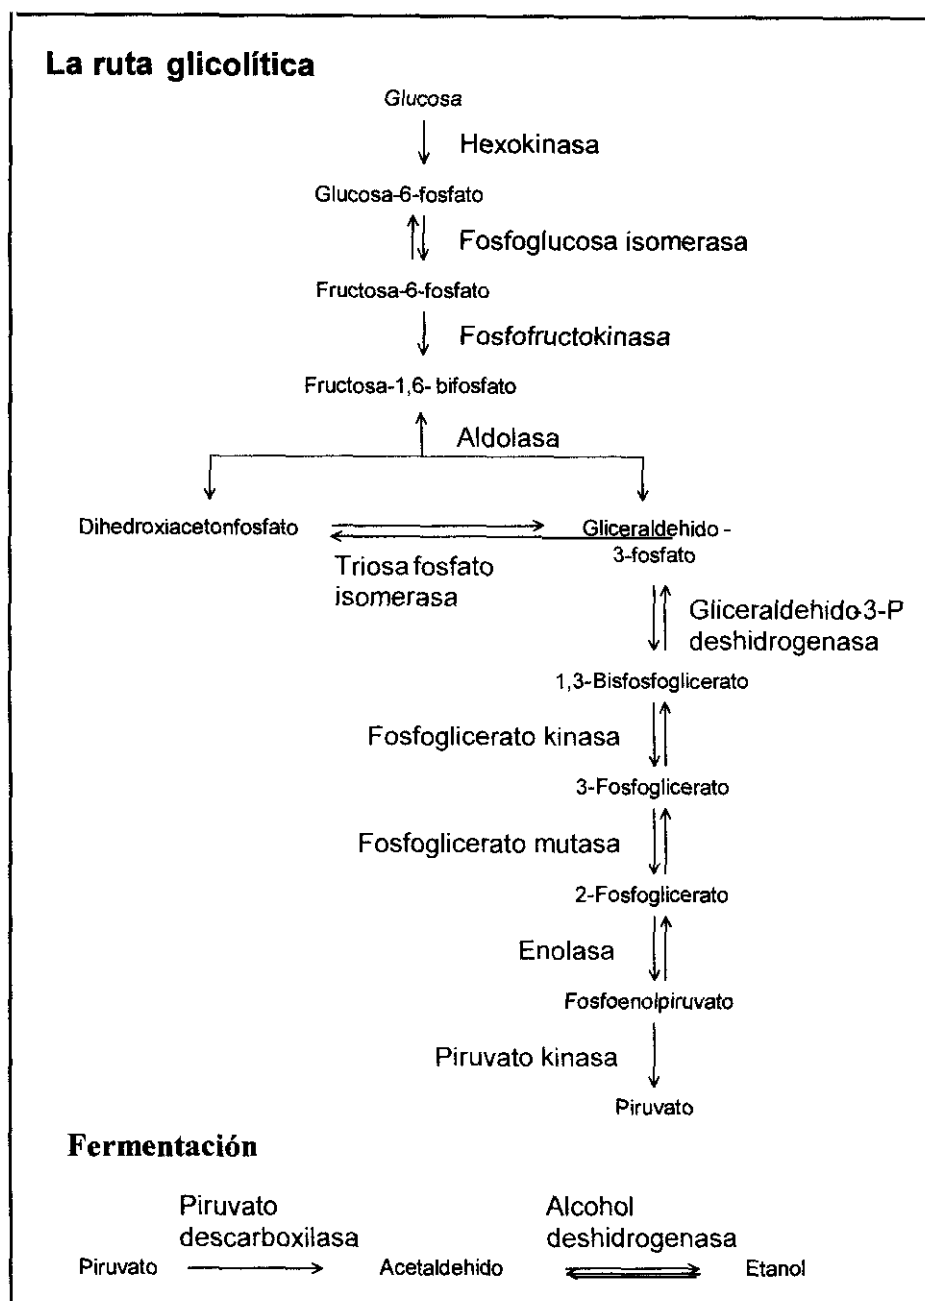 La ruta glicolítica
Glucosa
Hexokinasa
Glucosa-6-fosfato
Fosfoglucosa isomerasa
Fructosa-6-fosfato
Fosfofructokinasa
Fructosa-1,6- bifosfato
Aldolasa
Dihedroxiacetonfosfato
Gliceraldehido -
3-fosfato
Triosa fosfato
isomerasa
Gliceraldehido-3-P
deshidrogenasa
1,3-Bisfosfoglicerato
Fosfoglicerato kinasa
3-Fosfoglicerato
Fosfoglicerato mutasa
2-Fosfoglicerato
Enolasa
Fosfoenolpiruvato
Piruvato kinasa
Piruvato
Fermentación
Piruvato
descarboxilasa
Alcohol
deshidrogenasa
Piruvato
Acetaldehido
Etanol